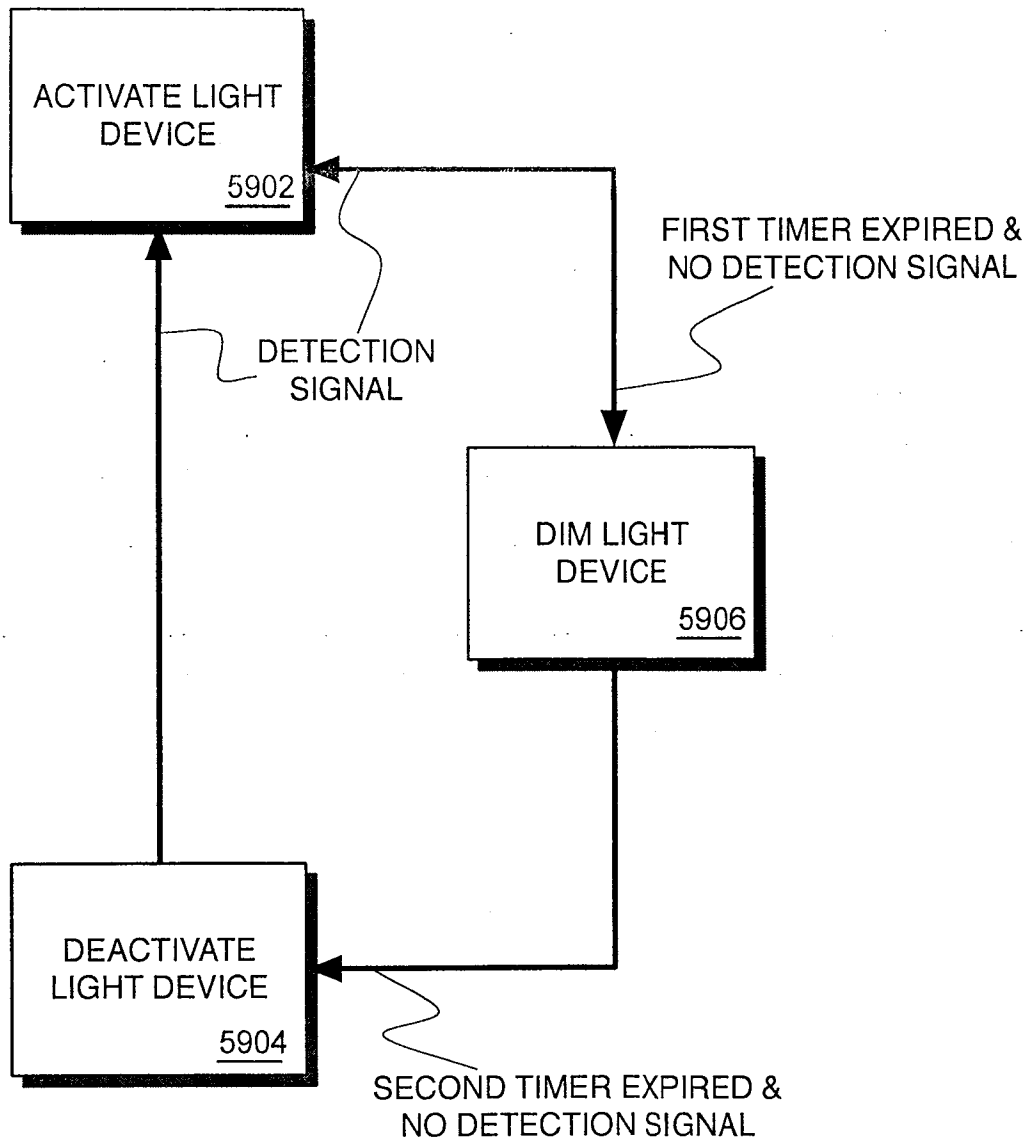 ACTIVATE LIGHT
DEVICE
5902
FIRST TIMER EXPIRED &
NO DETECTION SIGNAL
DETECTION
SIGNAL
DIM LIGHT
DEVICE
5906
DEACTIVATE
LIGHT DEVICE
5904
SECOND TIMER EXPIRED &
NO DETECTION SIGNAL